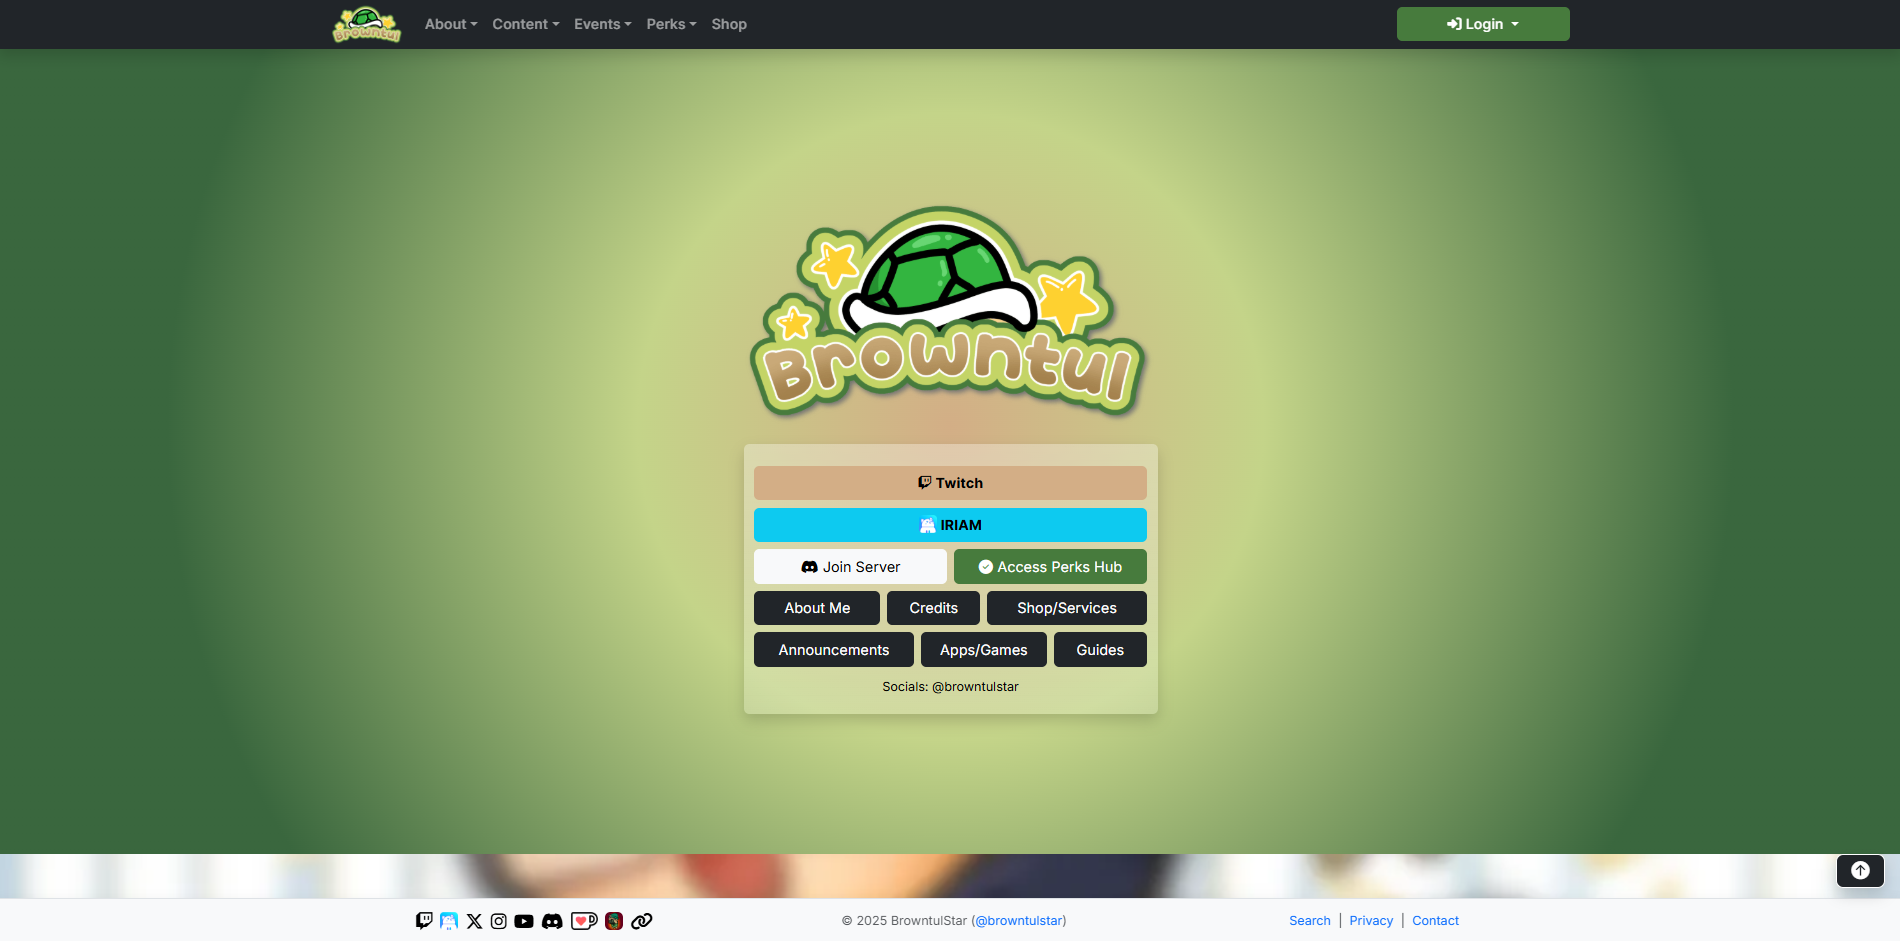 Browntul About Content Events Perks Shop Login
Browntul
Twitch
IRIAM
Join Server Access Perks Hub
About Me Credits Shop/Services
Announcements Apps/Games Guides
Socials: @browntulstar
© 2025 BrowntulStar (@browntulstar) Search | Privacy | Contact